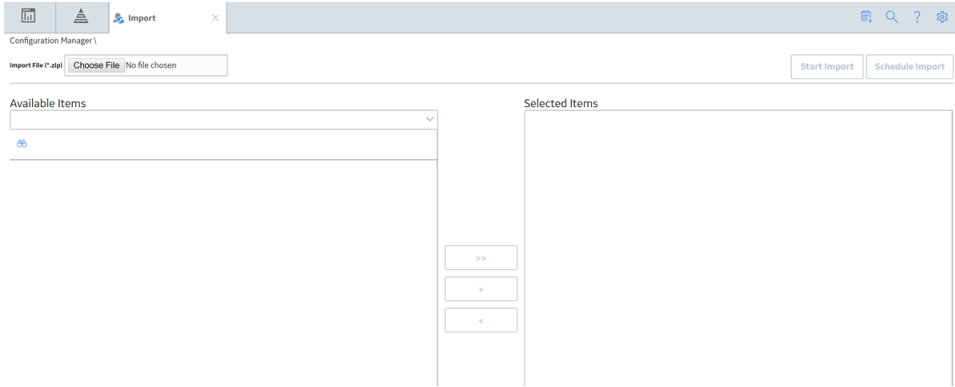 Import
Configuration Manager \
Import File (*.zip) Choose File No file chosen
Start Import Schedule Import
Available Items
Selected Items
>>
>
<